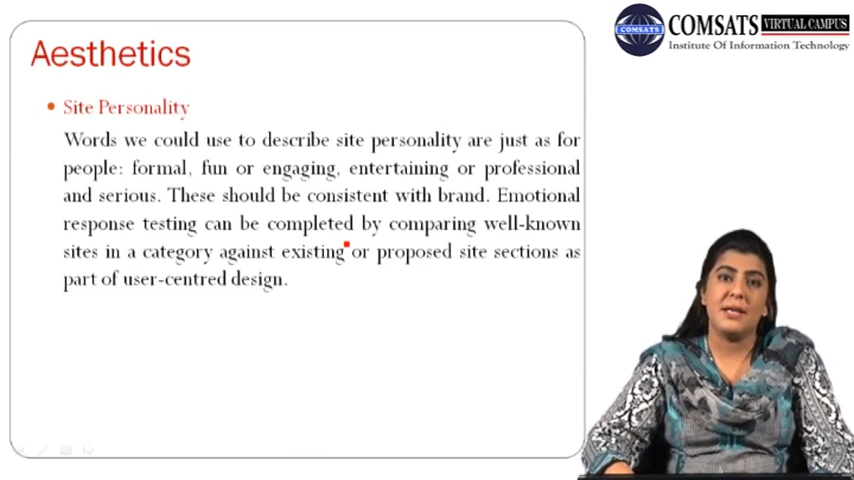 Aesthetics
COMSATS VIRTUAL CAMPUS
COMSATS
Institute Of Information Technology
• Site Personality
Words we could use to describe site personality are just as for
people: formal, fun or engaging, entertaining or professional
and serious. These should be consistent with brand. Emotional
response testing can be completed by comparing well-known
sites in a category against existing or proposed site sections as
part of user-centred design.